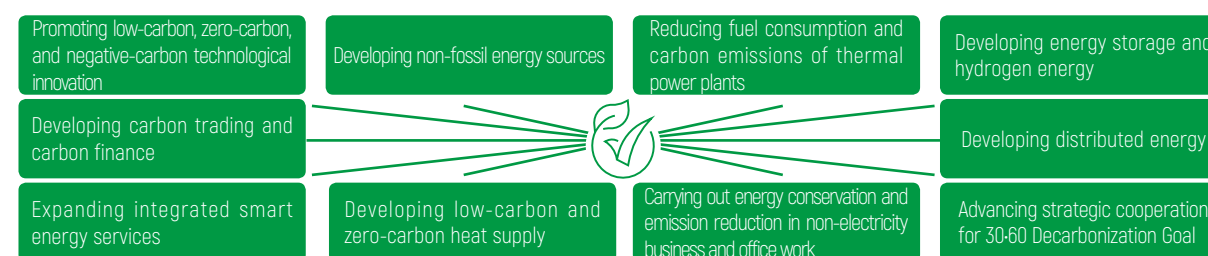 Promoting low-carbon, zero-carbon,
and negative-carbon technological
innovation
Developing non-fossil energy sources
Reducing fuel consumption and
carbon emissions of thermal
power plants
Developing energy storage and
hydrogen energy
Developing carbon trading and
carbon finance
Developing distributed energy
Expanding integrated smart
energy services
Developing low-carbon and
zero-carbon heat supply
Carrying out energy conservation and
emission reduction in non-electricity
business and office work
Advancing strategic cooperation
for 30·60 Decarbonization Goal